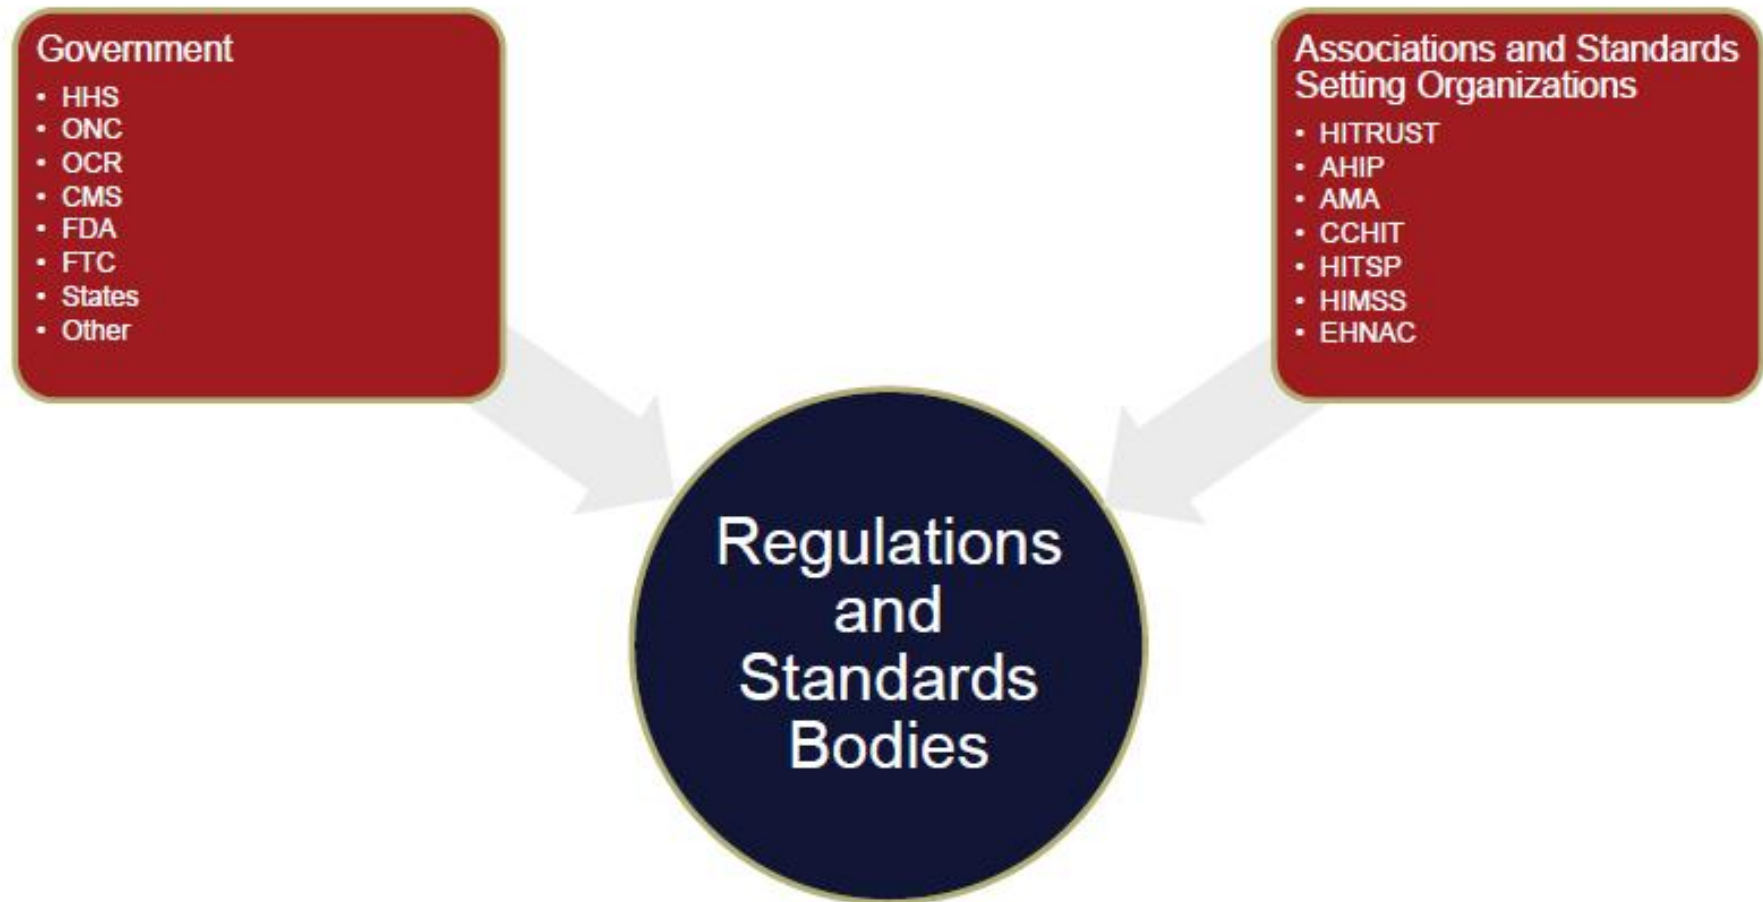 Government
• HHS
• ONC
• OCR
• CMS
• FDA
• FTC
• States
• Other
Associations and Standards
Setting Organizations
• HITRUST
• AHIP
• AMA
• CCHIT
• HITSP
• HIMSS
• EHNAC
Regulations
and
Standards
Bodies